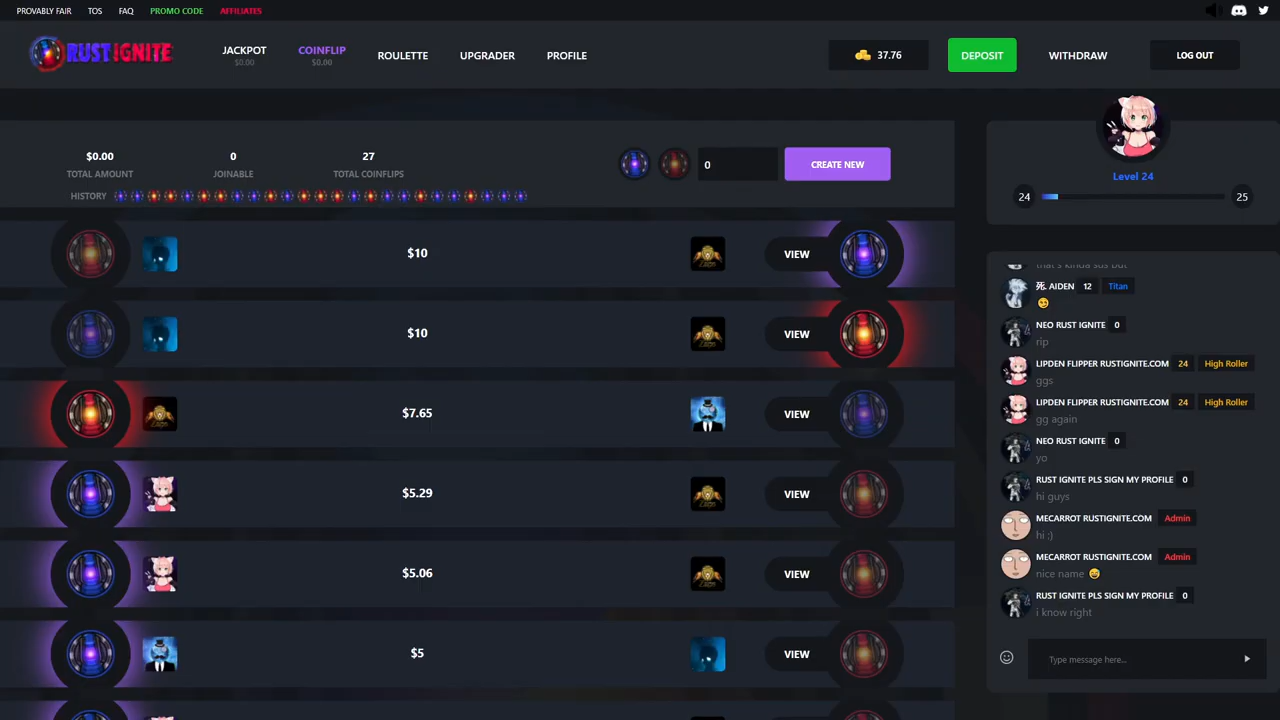 PROVABLY FAIR TOS FAQ PROMO CODE AFFILIATES
RUST IGNITE
JACKPOT
$0.00
COINFLIP
$0.00
ROULETTE
UPGRADER
PROFILE
37.76
DEPOSIT
WITHDRAW
LOG OUT
$0.00
TOTAL AMOUNT
0
JOINABLE
27
TOTAL COINFLIPS
HISTORY
0
CREATE NEW
$10
VIEW
$10
VIEW
$7.65
VIEW
$5.29
VIEW
$5.06
VIEW
$5
VIEW
Level 24
24
25
that's kinda sus but
死. AIDEN 12 Titan
NEO RUST IGNITE 0
rip
LIPDEN FLIPPER RUSTIGNITE.COM 24 High Roller
ggs
LIPDEN FLIPPER RUSTIGNITE.COM 24 High Roller
gg again
NEO RUST IGNITE 0
yo
RUST IGNITE PLS SIGN MY PROFILE 0
hi guys
MECARROT RUSTIGNITE.COM Admin
hi ;)
MECARROT RUSTIGNITE.COM Admin
nice name
RUST IGNITE PLS SIGN MY PROFILE 0
i know right
Type message here...